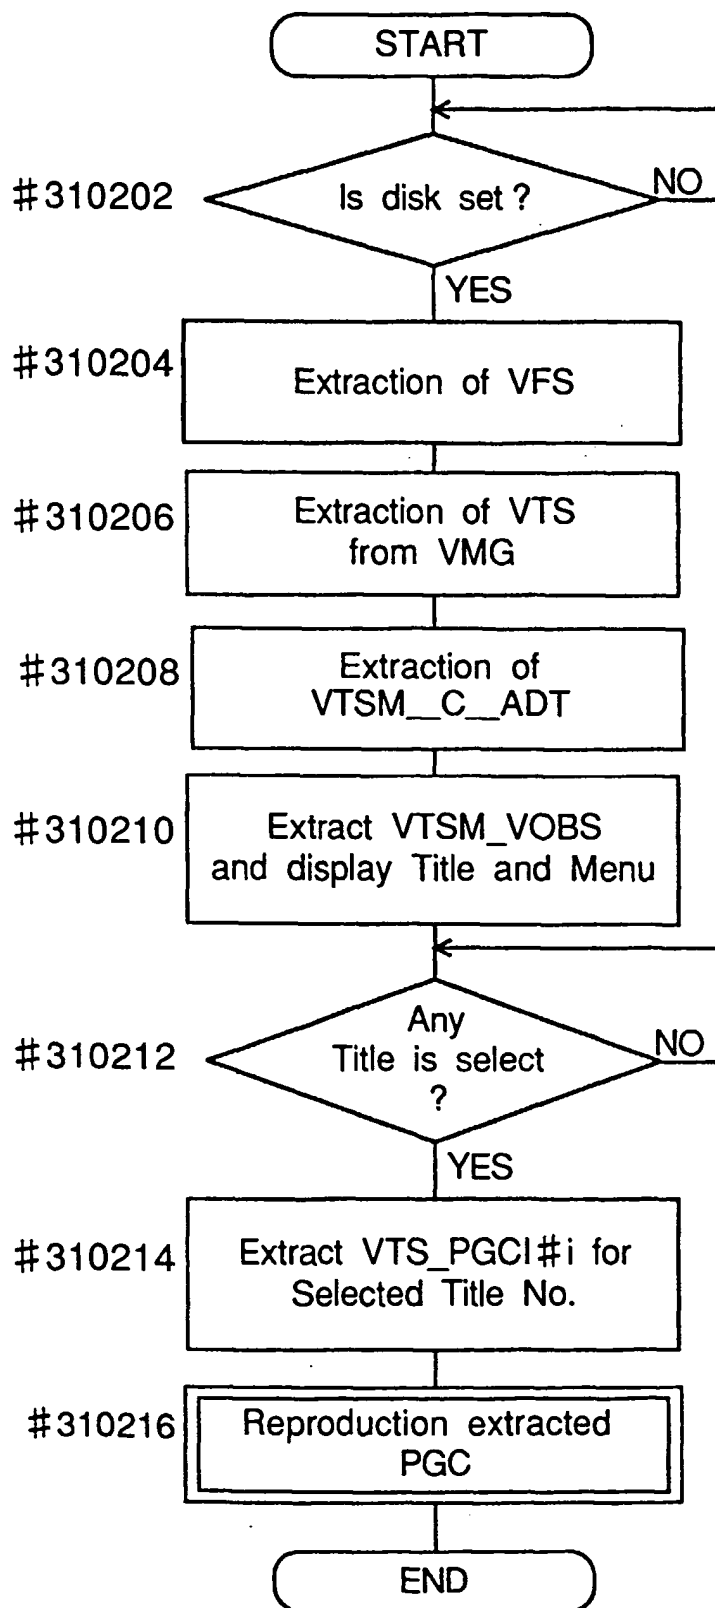 START
#310202
Is disk set ?
NO
YES
#310204
Extraction of VFS
#310206
Extraction of VTS
from VMG
#310208
Extraction of
VTSM__C__ADT
#310210
Extract VTSM_VOBS
and display Title and Menu
#310212
Any
Title is select
?
NO
YES
#310214
Extract VTS_PGCI#i for
Selected Title No.
#310216
Reproduction extracted
PGC
END